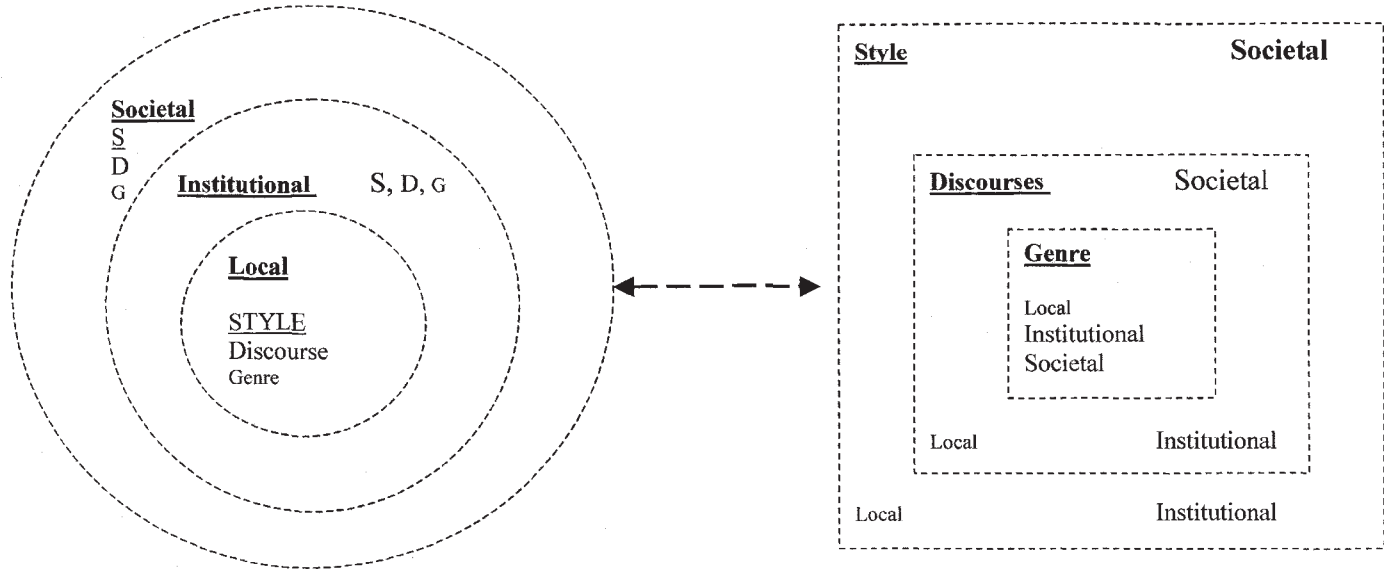 Societal
S
D
G
Institutional S, D, G
Local
STYLE
Discourse
Genre
Style Societal
Discourses Societal
Genre
Local
Institutional
Societal
Local Institutional
Local Institutional